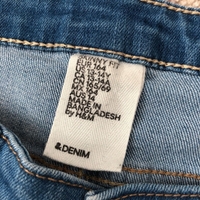 SKINNY FIT
EUR 164
CA 13-14Y
US 13-14Y
CN 164
MX 165/69
AUS 14
MADE IN
BANGLADESH
by H&M
&DENIM